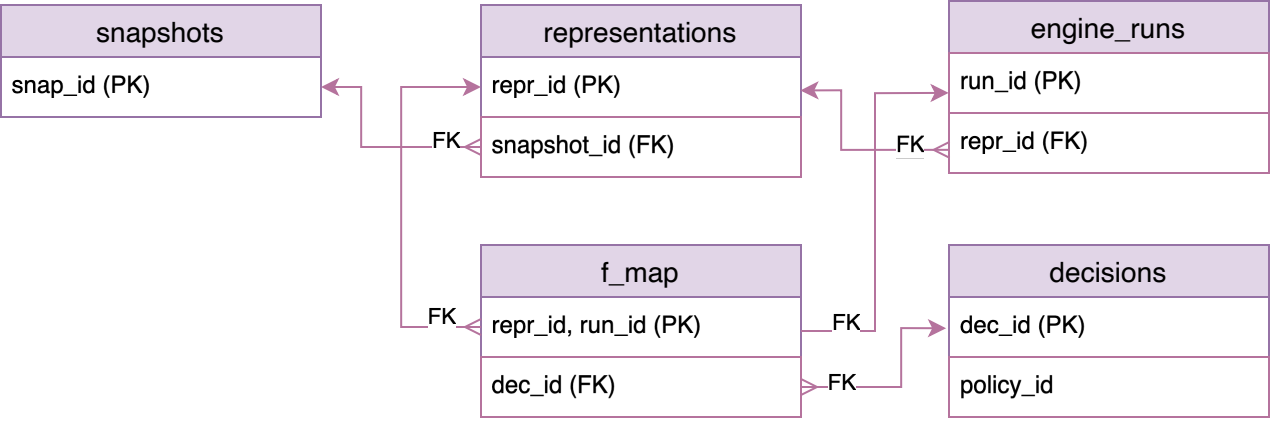 snapshots
snap_id (PK)
representations
repr_id (PK)
snapshot_id (FK)
engine_runs
run_id (PK)
repr_id (FK)
FK
FK
f_map
repr_id, run_id (PK)
dec_id (FK)
decisions
dec_id (PK)
policy_id
FK
FK
FK